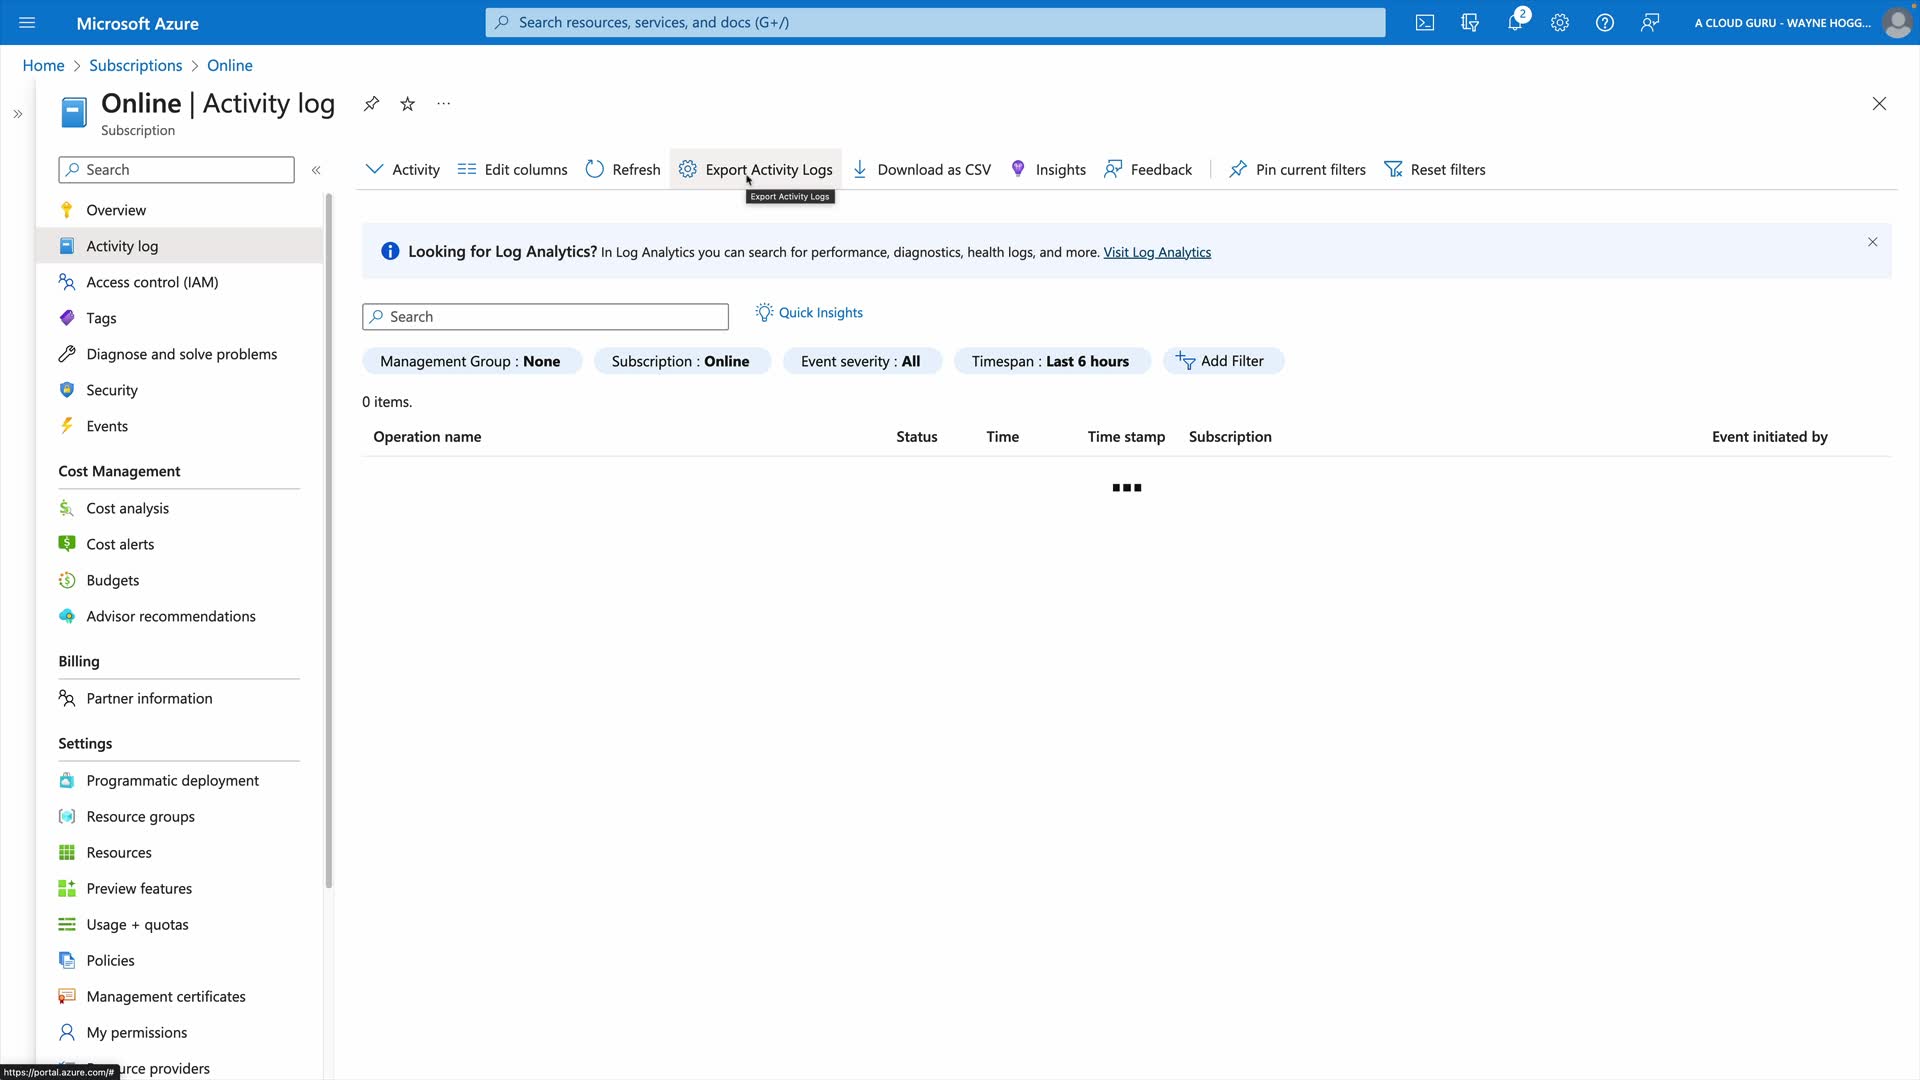 Microsoft Azure
Search resources, services, and docs (G+/)
2
A CLOUD GURU - WAYNE HOGG...
Home > Subscriptions > Online
Online | Activity log
Subscription
Search
Activity
Edit columns
Refresh
Export Activity Logs
Download as CSV
Insights
Feedback
Pin current filters
Reset filters
Export Activity Logs
Overview
Activity log
Access control (IAM)
Tags
Diagnose and solve problems
Security
Events
Cost Management
Cost analysis
Cost alerts
Budgets
Advisor recommendations
Billing
Partner information
Settings
Programmatic deployment
Resource groups
Resources
Preview features
Usage + quotas
Policies
Management certificates
My permissions
urce providers
https://portal.azure.com/#
Looking for Log Analytics? In Log Analytics you can search for performance, diagnostics, health logs, and more. Visit Log Analytics
Search
Quick Insights
Management Group : None
Subscription : Online
Event severity : All
Timespan : Last 6 hours
Add Filter
0 items.
Operation name
Status
Time
Time stamp
Subscription
Event initiated by